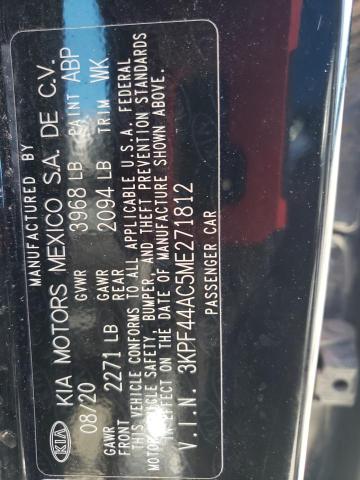 MANUFACTURED BY
KIA KIA MOTORS MEXICO S.A. DE C.V.
08/20 GVWR 3968 LB PAINT ABP
GAWR FRONT 2271 LB GAWR REAR 2094 LB TRIM WK
THIS VEHICLE CONFORMS TO ALL APPLICABLE U.S.A. FEDERAL
MOTOR VEHICLE SAFETY, BUMPER AND THEFT PREVENTION STANDARDS
IN EFFECT ON THE DATE OF MANUFACTURE SHOWN ABOVE.
V.I.N. 3KPF44AC5ME271812
PASSENGER CAR